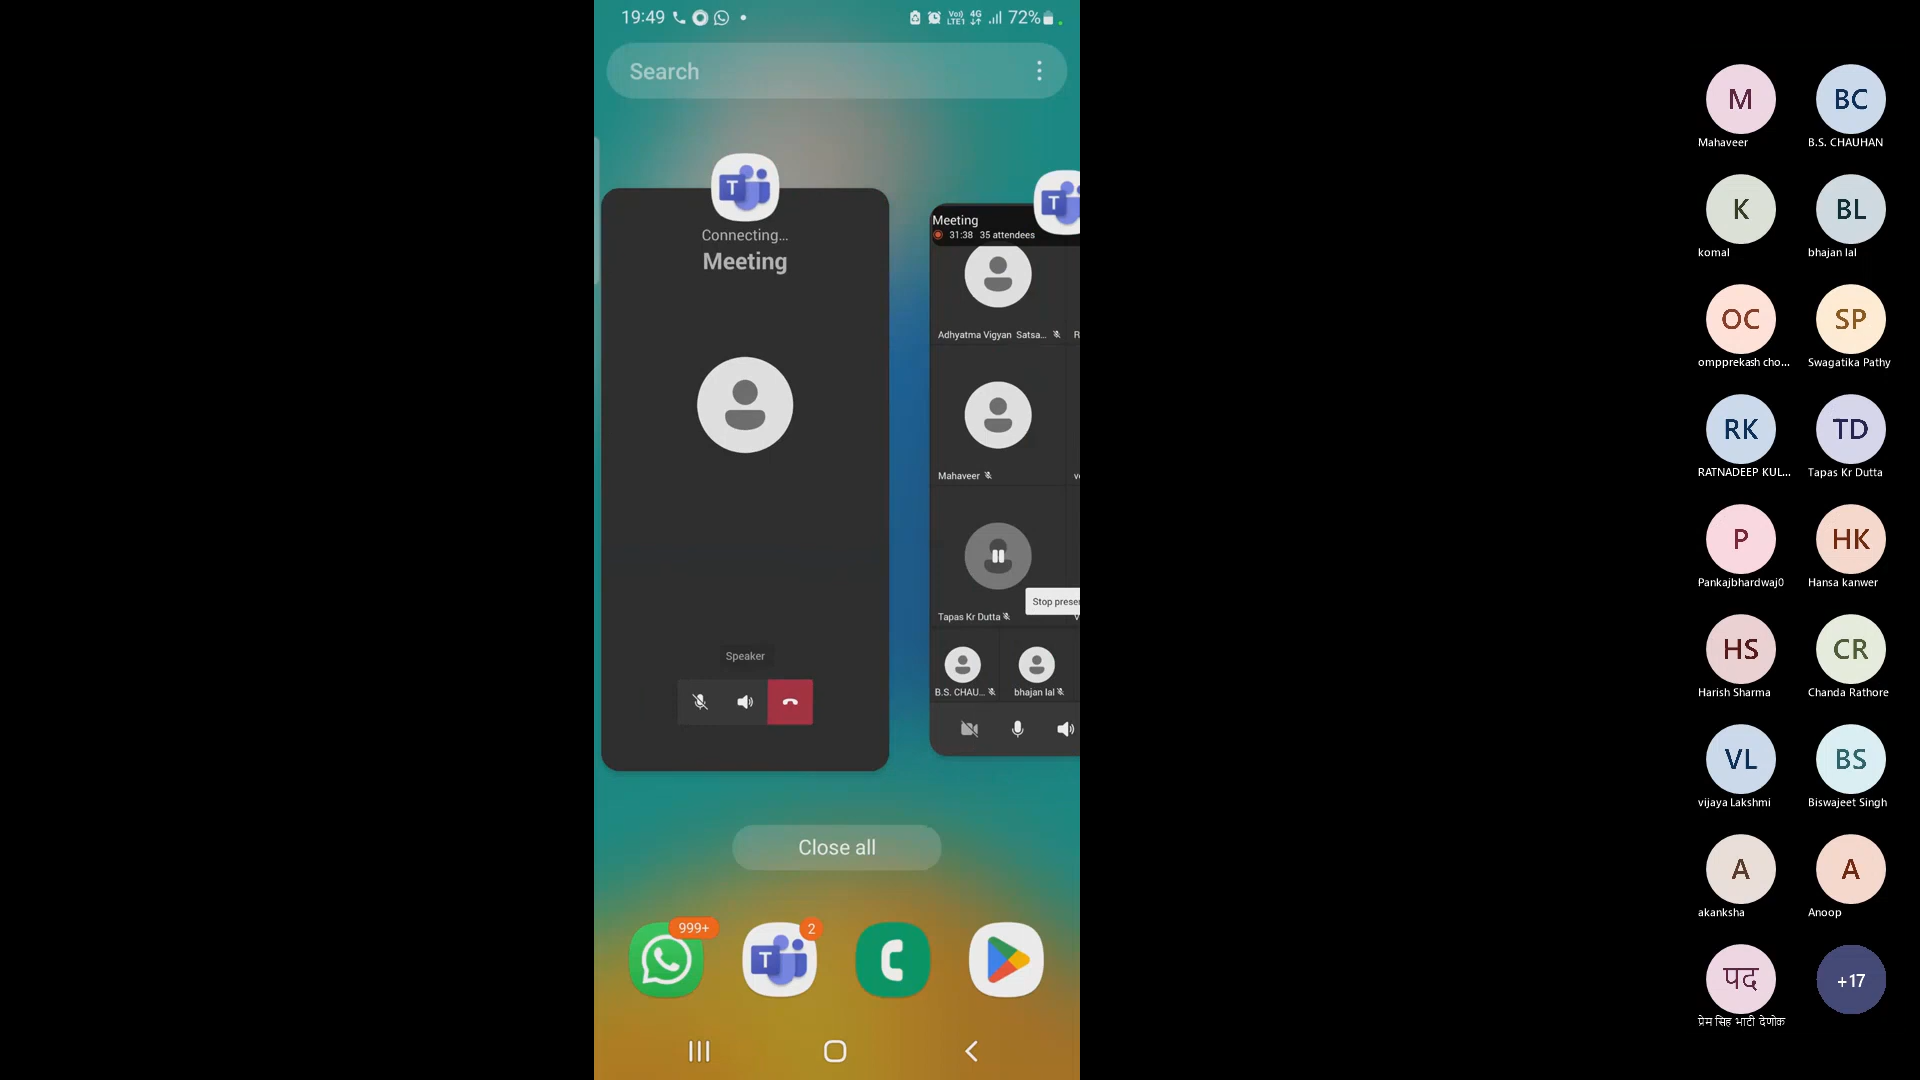 19:49
Vo)) LTE1 4G 72%
Search
Connecting...
Meeting
Speaker
Meeting
31:38 35 attendees
Adhyatma Vigyan Satsa...
R
Mahaveer
Tapas Kr Dutta
Stop prese
B.S. CHAU...
bhajan lal
Close all
999+
2
M
Mahaveer
BC
B.S. CHAUHAN
K
komal
BL
bhajan lal
OC
ompprekash cho...
SP
Swagatika Pathy
RK
RATNADEEP KUL...
TD
Tapas Kr Dutta
P
Pankajbhardwaj0
HK
Hansa kanwer
HS
Harish Sharma
CR
Chanda Rathore
VL
vijaya Lakshmi
BS
Biswajeet Singh
A
akanksha
A
Anoop
पद
प्रेम सिह भाटी देणोक
+17